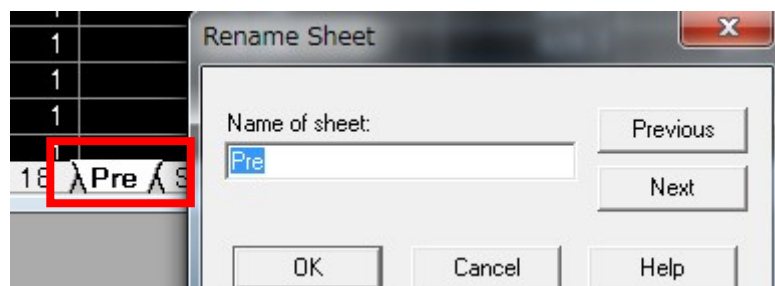 1
1
1
1
18 Pre S
Rename Sheet
X
Name of sheet:
Pre
Previous
Next
OK Cancel Help